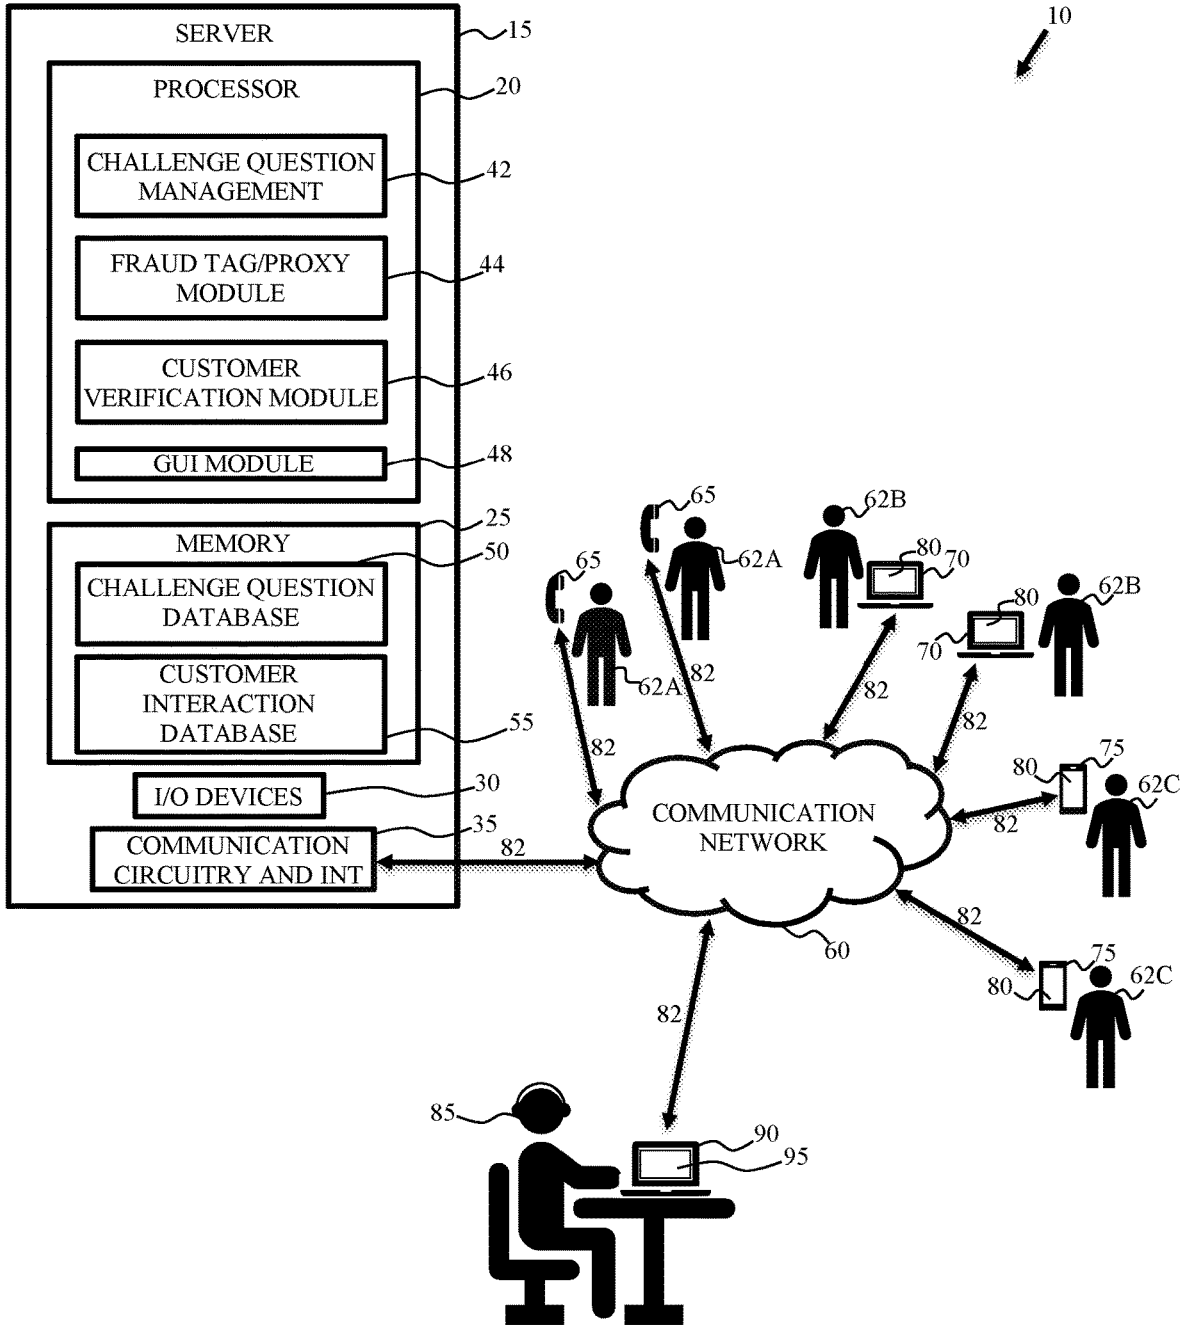 SERVER
15
10
PROCESSOR
20
CHALLENGE QUESTION
MANAGEMENT
42
FRAUD TAG/PROXY
MODULE
44
CUSTOMER
VERIFICATION MODULE
46
GUI MODULE
48
MEMORY
25
50
CHALLENGE QUESTION
DATABASE
CUSTOMER
INTERACTION
DATABASE
55
I/O DEVICES
30
35
COMMUNICATION
CIRCUITRY AND INT
82
65
62A
82
65
62A
82
62B
80
70
82
80
70
62B
82
COMMUNICATION
NETWORK
60
75
80
62C
82
82
75
80
62C
82
85
90
95